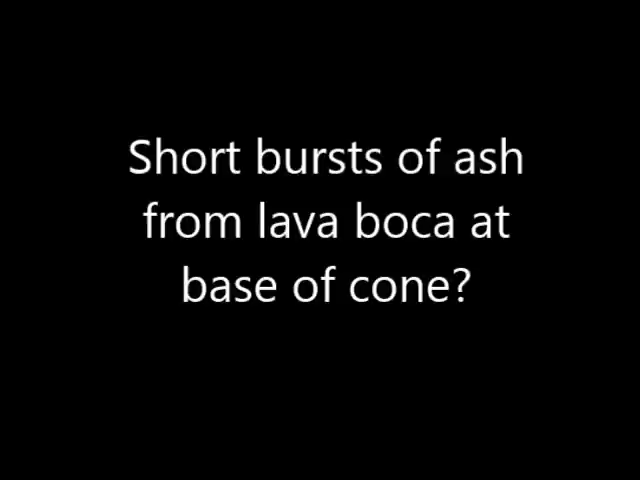 Short bursts of ash
from lava boca at
base of cone?